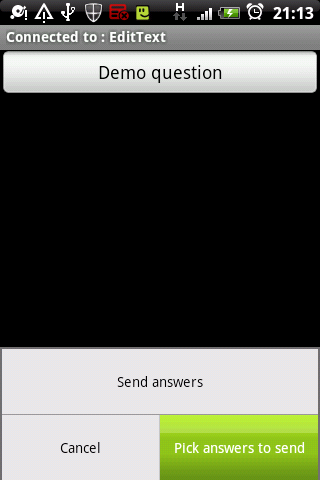 H
21:13
Connected to : EditText
Demo question
Send answers
Cancel
Pick answers to send